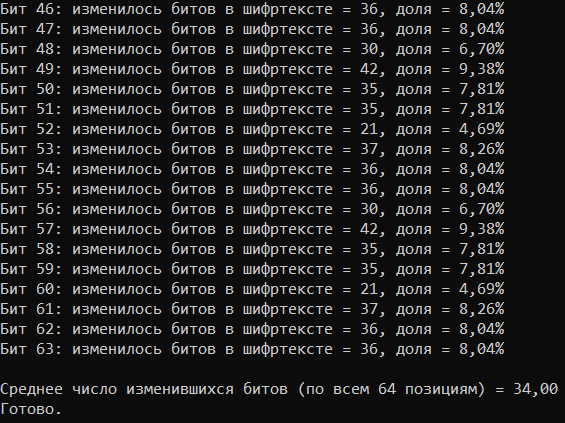 Бит 46: изменилось битов в шифртексте = 36, доля = 8,04%
Бит 47: изменилось битов в шифртексте = 36, доля = 8,04%
Бит 48: изменилось битов в шифртексте = 30, доля = 6,70%
Бит 49: изменилось битов в шифртексте = 42, доля = 9,38%
Бит 50: изменилось битов в шифртексте = 35, доля = 7,81%
Бит 51: изменилось битов в шифртексте = 35, доля = 7,81%
Бит 52: изменилось битов в шифртексте = 21, доля = 4,69%
Бит 53: изменилось битов в шифртексте = 37, доля = 8,26%
Бит 54: изменилось битов в шифртексте = 36, доля = 8,04%
Бит 55: изменилось битов в шифртексте = 36, доля = 8,04%
Бит 56: изменилось битов в шифртексте = 30, доля = 6,70%
Бит 57: изменилось битов в шифртексте = 42, доля = 9,38%
Бит 58: изменилось битов в шифртексте = 35, доля = 7,81%
Бит 59: изменилось битов в шифртексте = 35, доля = 7,81%
Бит 60: изменилось битов в шифртексте = 21, доля = 4,69%
Бит 61: изменилось битов в шифртексте = 37, доля = 8,26%
Бит 62: изменилось битов в шифртексте = 36, доля = 8,04%
Бит 63: изменилось битов в шифртексте = 36, доля = 8,04%
Среднее число изменившихся битов (по всем 64 позициям) = 34,00
Готово.